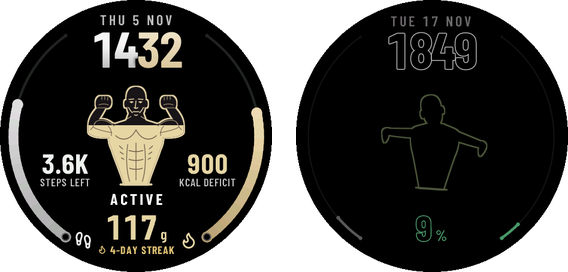 THU 5 NOV
1432
3.6K
STEPS LEFT
900
KCAL DEFICIT
ACTIVE
117g
4-DAY STREAK
TUE 17 NOV
1849
9%